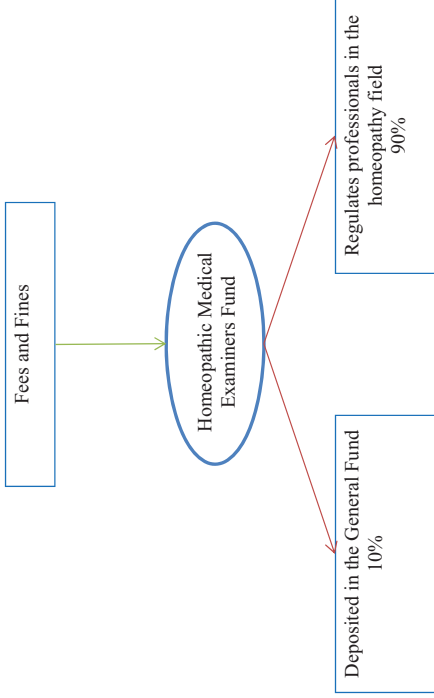 Fees and Fines
Homeopathic Medical
Examiners Fund
Deposited in the General Fund
10%
Regulates professionals in the
homeopathy field
90%